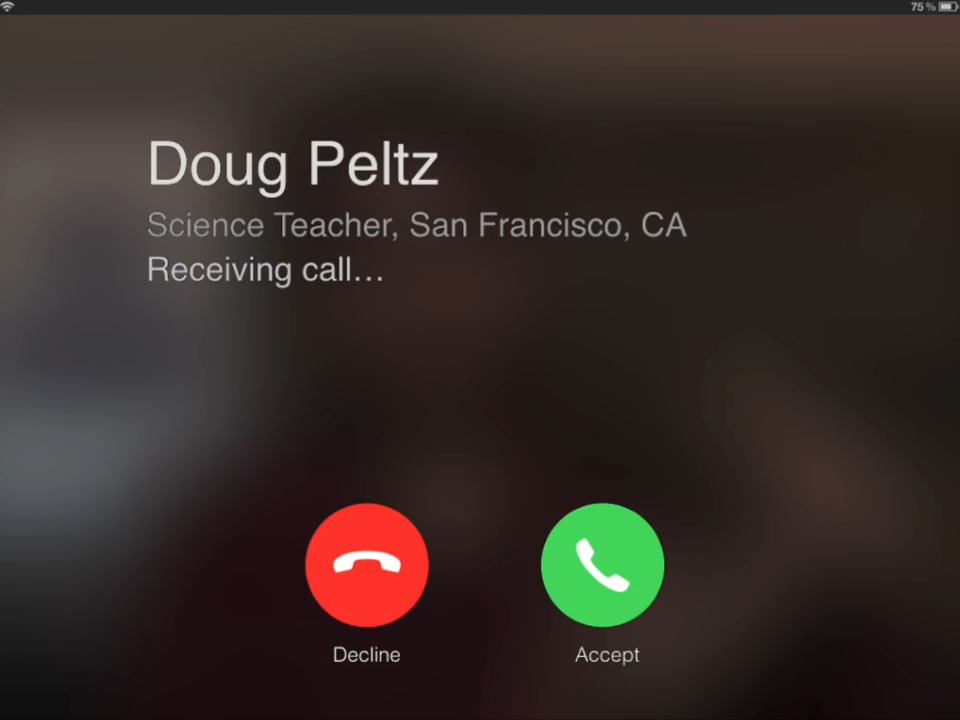 75 %
Doug Peltz
Science Teacher, San Francisco, CA
Receiving call...
Decline
Accept